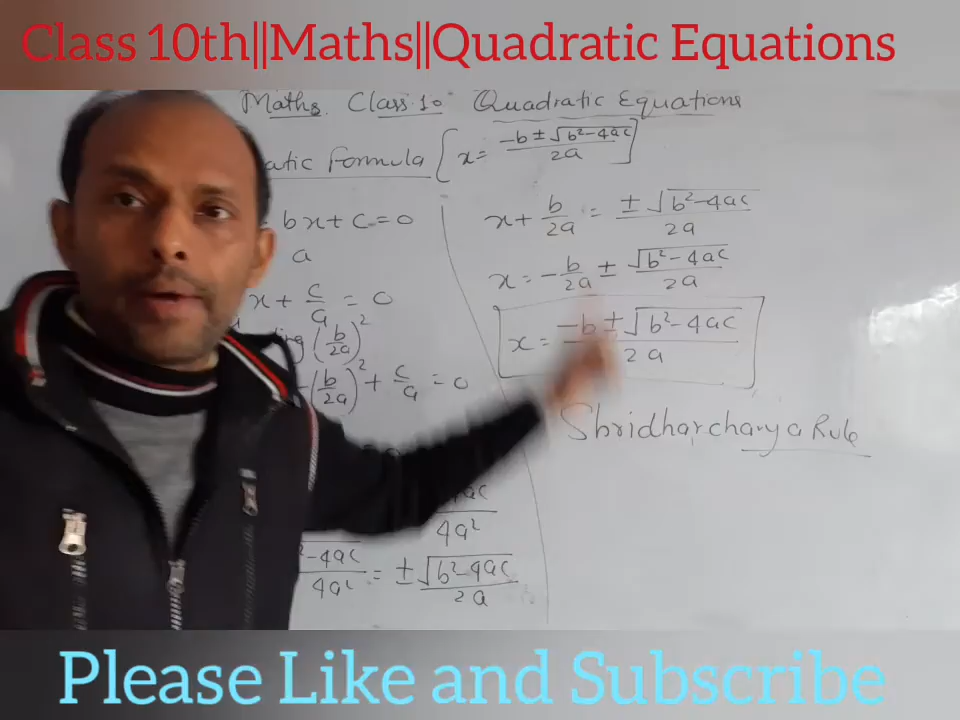 Class 10th||Maths||Quadratic Equations
Maths. Class 10 Quadratic Equations
atic Formula [x = (-b ± √(b²-4ac))/2a]
bx + c = 0
a
x + c/a = 0
(b/2a)²
(b/2a)² + c/a = 0
4a²
-4ac/4a² = ± √(b²-4ac)/2a
x + b/2a = ± √(b²-4ac)/2a
x = -b/2a ± √(b²-4ac)/2a
x = (-b ± √(b²-4ac))/2a
Shridharcharya Rule
Please Like and Subscribe